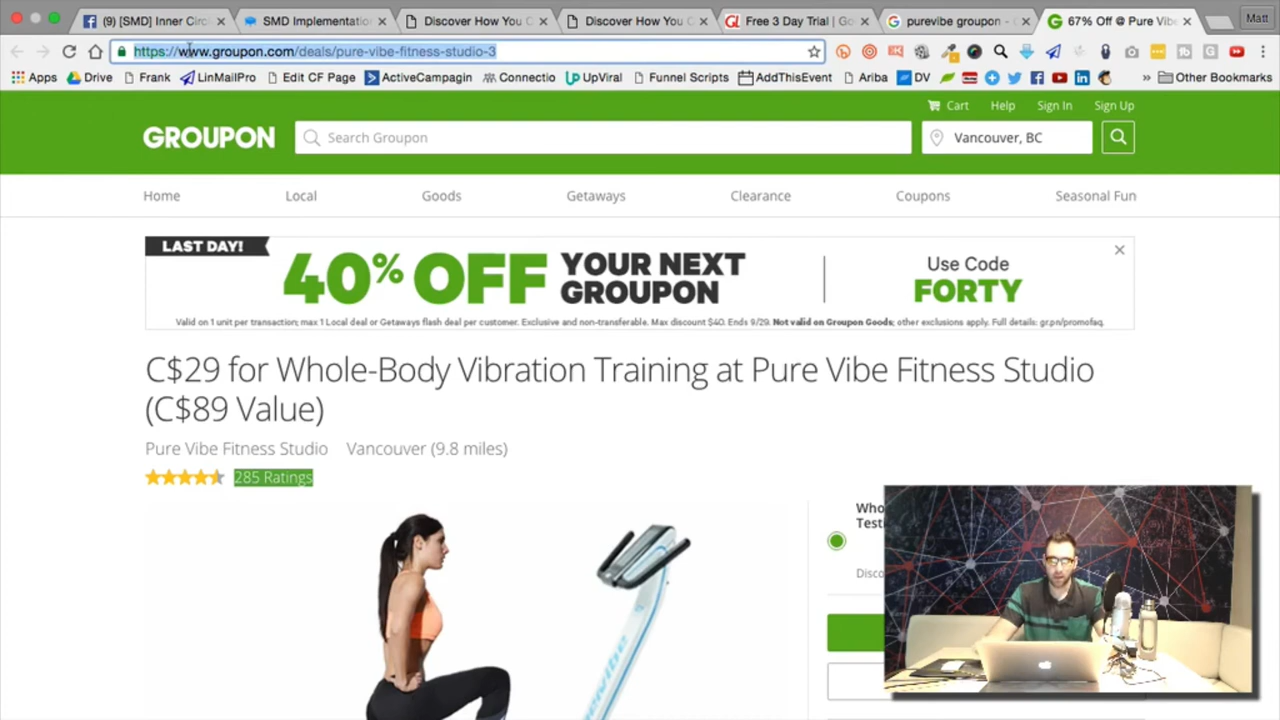 (9) [SMD] Inner Circ
SMD Implementatio
Discover How You C
Discover How You C
Free 3 Day Trial | Go
purevibe groupon -
67% Off @ Pure Vib
Matt
https://www.groupon.com/deals/pure-vibe-fitness-studio-3
Apps Drive Frank LinMailPro Edit CF Page ActiveCampaign Connectio UpViral Funnel Scripts AddThisEvent Ariba DV » Other Bookmarks
Cart Help Sign In Sign Up
GROUPON Search Groupon Vancouver, BC
Home Local Goods Getaways Clearance Coupons Seasonal Fun
LAST DAY!
40% OFF YOUR NEXT GROUPON
Use Code
FORTY
Valid on 1 unit per transaction; max 1 Local deal or Getaways flash deal per customer. Exclusive and non-transferable. Max discount $40. Ends 9/29. Not valid on Groupon Goods; other exclusions apply. Full details: gr.pn/promofaq.
C$29 for Whole-Body Vibration Training at Pure Vibe Fitness Studio
(C$89 Value)
Pure Vibe Fitness Studio Vancouver (9.8 miles)
285 Ratings
Who
Testi
Disco